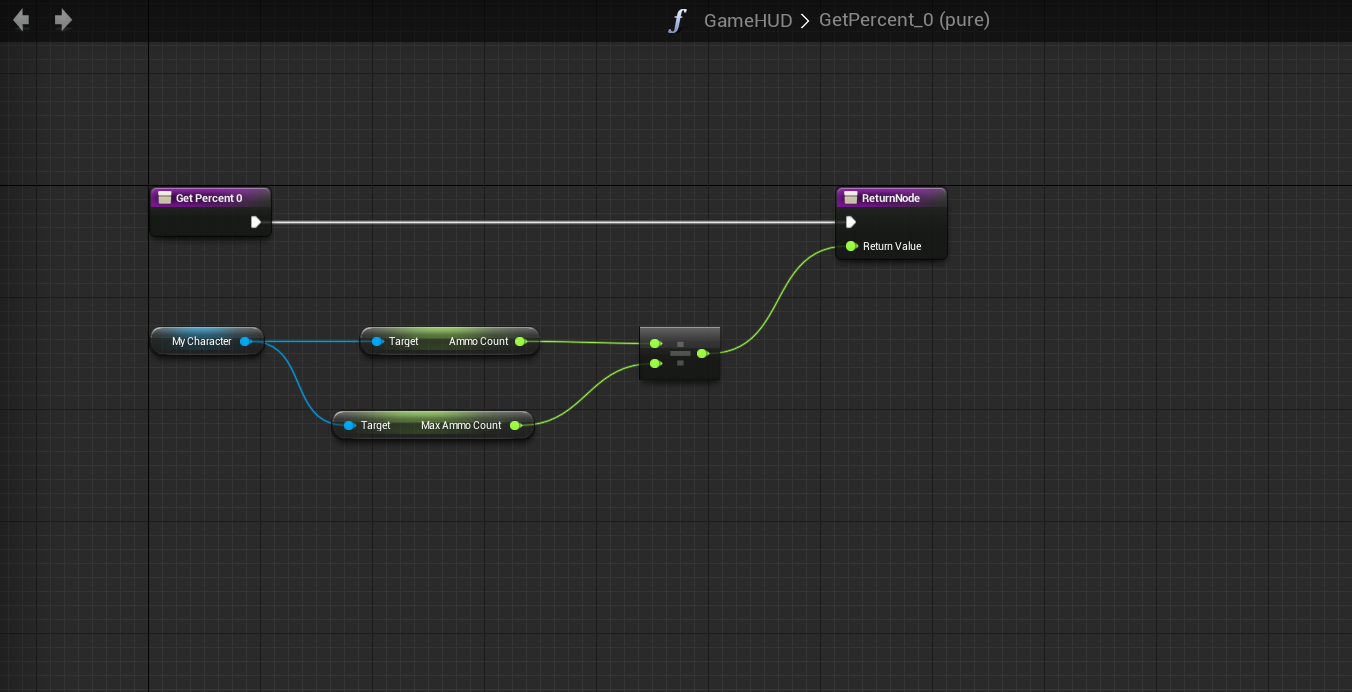 GameHUD > GetPercent_0 (pure)
Get Percent 0
ReturnNode
Return Value
My Character
Target Ammo Count
Target Max Ammo Count